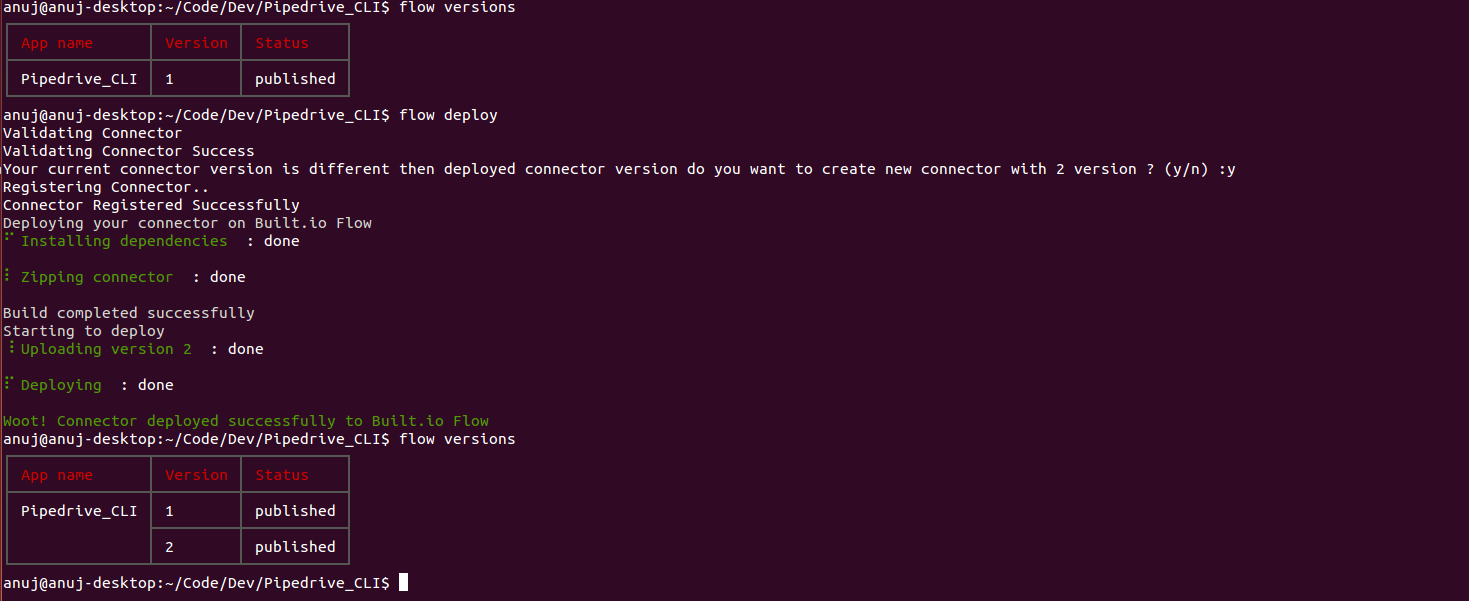 anuj@anuj-desktop:~/Code/Dev/Pipedrive_CLI$ flow versions
App name Version Status
Pipedrive_CLI 1 published
anuj@anuj-desktop:~/Code/Dev/Pipedrive_CLI$ flow deploy
Validating Connector
Validating Connector Success
Your current connector version is different then deployed connector version do you want to create new connector with 2 version ? (y/n) :y
Registering Connector..
Connector Registered Successfully
Deploying your connector on Built.io Flow
Installing dependencies : done
Zipping connector : done
Build completed successfully
Starting to deploy
Uploading version 2 : done
Deploying : done
Woot! Connector deployed successfully to Built.io Flow
anuj@anuj-desktop:~/Code/Dev/Pipedrive_CLI$ flow versions
App name Version Status
Pipedrive_CLI 1 published
2 published
anuj@anuj-desktop:~/Code/Dev/Pipedrive_CLI$